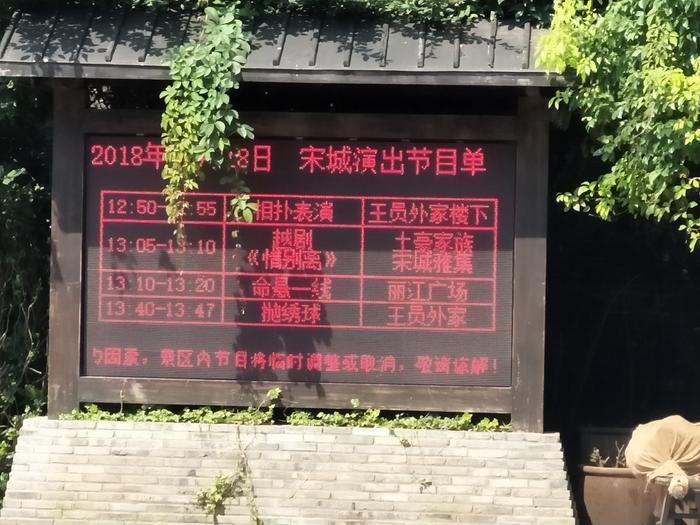 2018年 8日 宋城演出节目单
12:50- :55 相扑表演 王员外家楼下
13:05-13:10 越剧《惜别离》 土豪家族 宋城雅集
13:10-13:20 命悬一线 丽江广场
13:40-13:47 抛绣球 王员外家
因素，景区内节目将临时调整或取消，敬请谅解！